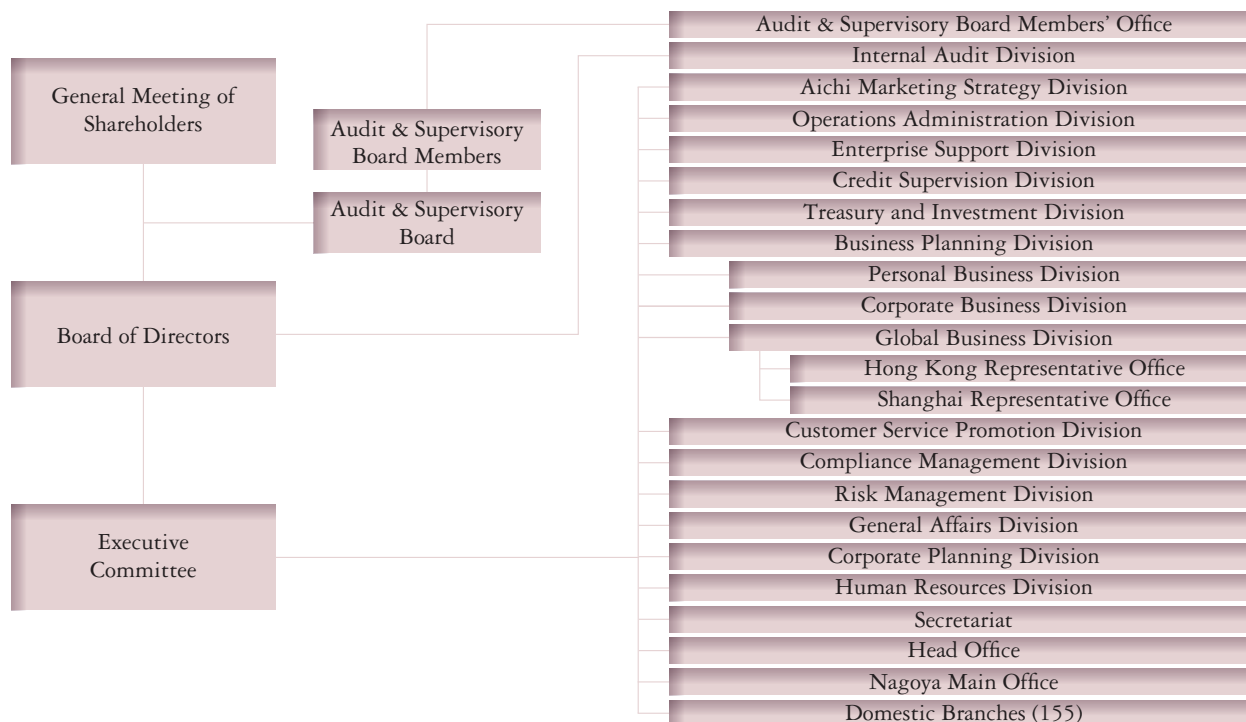 General Meeting of
Shareholders
Audit & Supervisory
Board Members
Audit & Supervisory
Board
Board of Directors
Executive
Committee
Audit & Supervisory Board Members’ Office
Internal Audit Division
Aichi Marketing Strategy Division
Operations Administration Division
Enterprise Support Division
Credit Supervision Division
Treasury and Investment Division
Business Planning Division
Personal Business Division
Corporate Business Division
Global Business Division
Hong Kong Representative Office
Shanghai Representative Office
Customer Service Promotion Division
Compliance Management Division
Risk Management Division
General Affairs Division
Corporate Planning Division
Human Resources Division
Secretariat
Head Office
Nagoya Main Office
Domestic Branches (155)